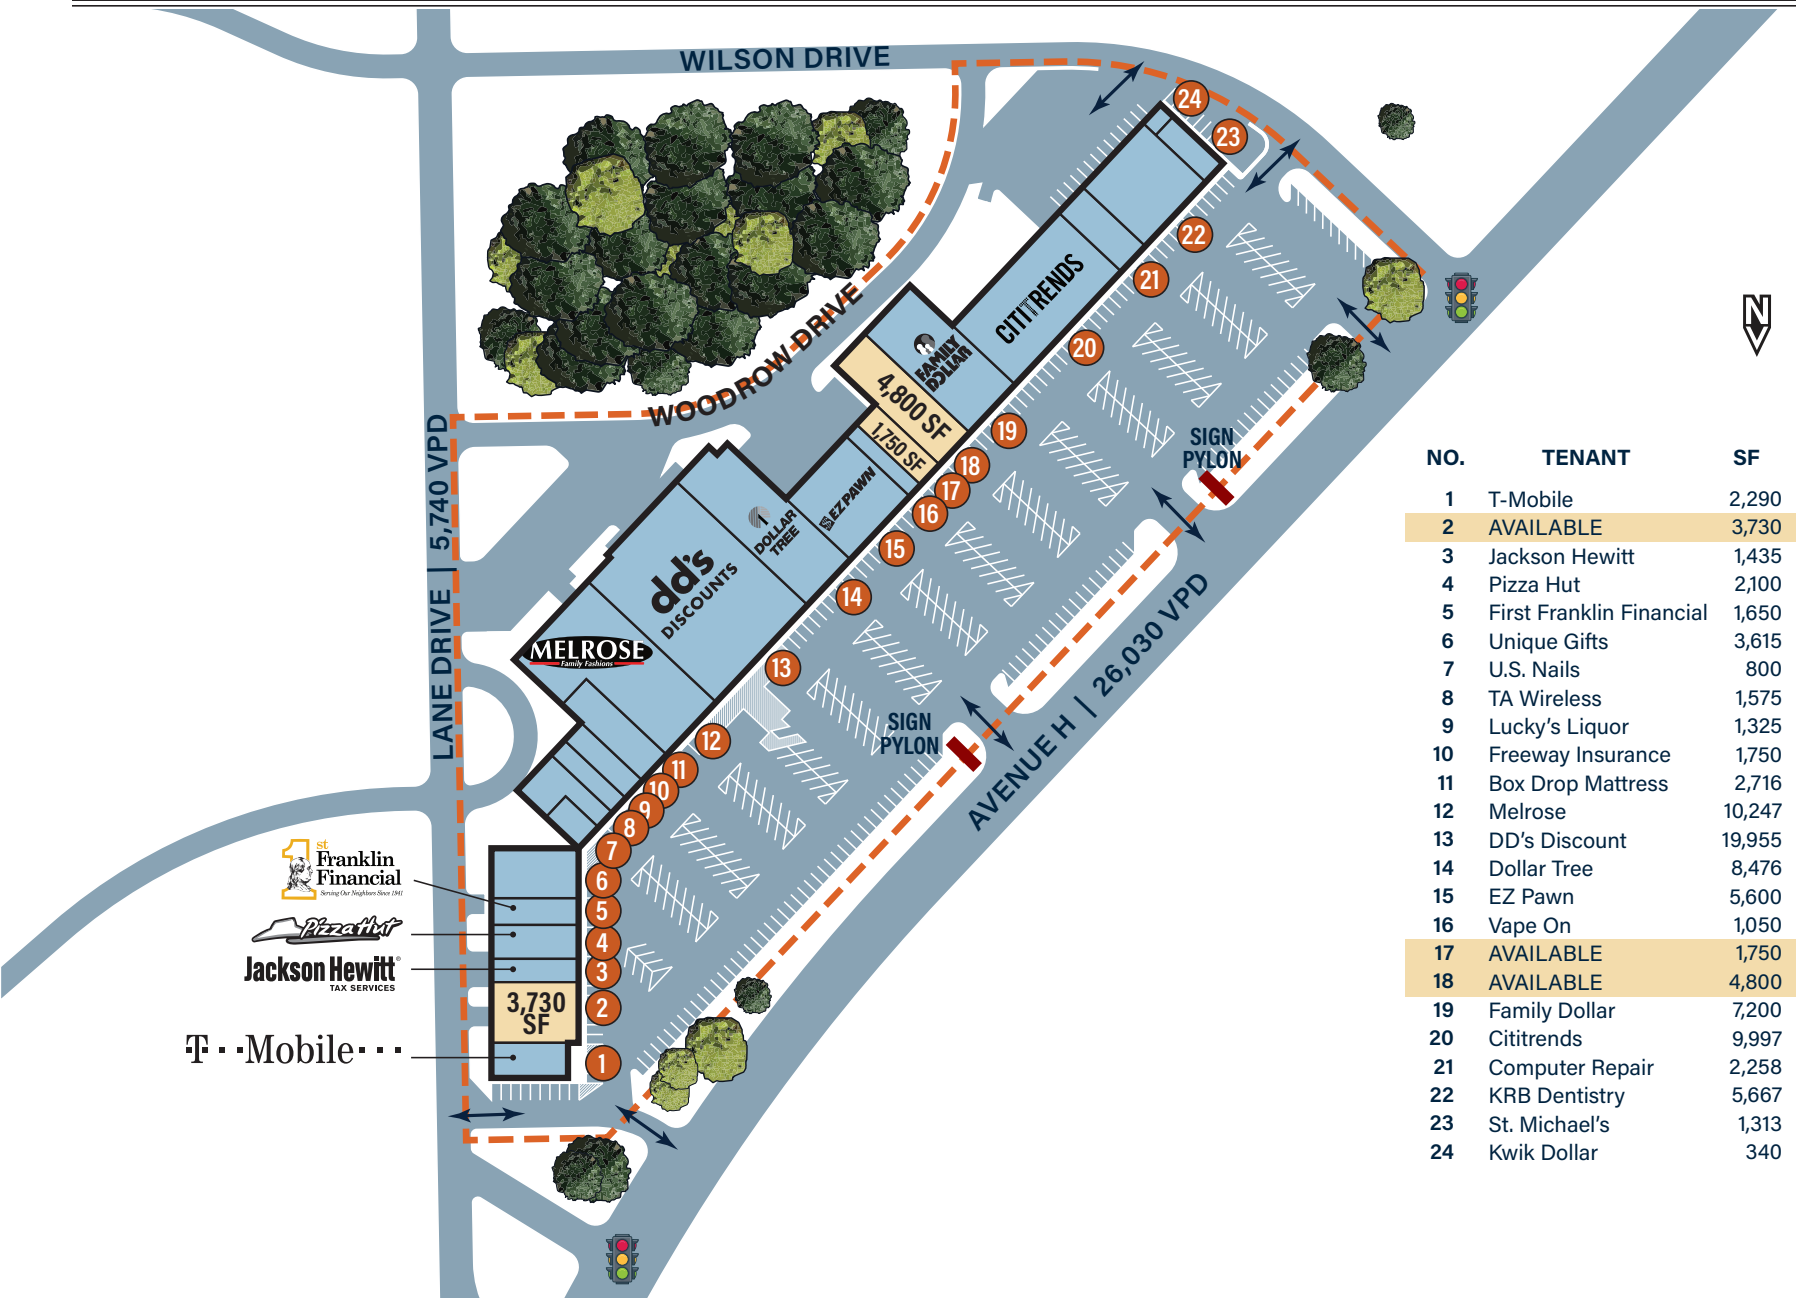 WILSON DRIVE
24
23
22
21
20
CITITRENDS
FAMILY
DOLLAR
4,800 SF
1,750 SF
WOODROW DRIVE
19
18
17
16
15
14
13
EZ PAWN
1
DOLLAR
TREE
dd's
DISCOUNTS
MELROSE
Family Fashions
SIGN
PYLON
SIGN
PYLON
LANE DRIVE | 5,740 VPD
AVENUE H | 26,030 VPD
N
12
11
10
9
8
7
6
5
4
3
2
1
1st
Franklin
Financial
Serving Our Neighbors Since 1941
Pizza Hut
Jackson Hewitt®
TAX SERVICES
3,730
SF
T··Mobile···
NO. TENANT SF
1 T-Mobile 2,290
2 AVAILABLE 3,730
3 Jackson Hewitt 1,435
4 Pizza Hut 2,100
5 First Franklin Financial 1,650
6 Unique Gifts 3,615
7 U.S. Nails 800
8 TA Wireless 1,575
9 Lucky's Liquor 1,325
10 Freeway Insurance 1,750
11 Box Drop Mattress 2,716
12 Melrose 10,247
13 DD's Discount 19,955
14 Dollar Tree 8,476
15 EZ Pawn 5,600
16 Vape On 1,050
17 AVAILABLE 1,750
18 AVAILABLE 4,800
19 Family Dollar 7,200
20 Cititrends 9,997
21 Computer Repair 2,258
22 KRB Dentistry 5,667
23 St. Michael's 1,313
24 Kwik Dollar 340